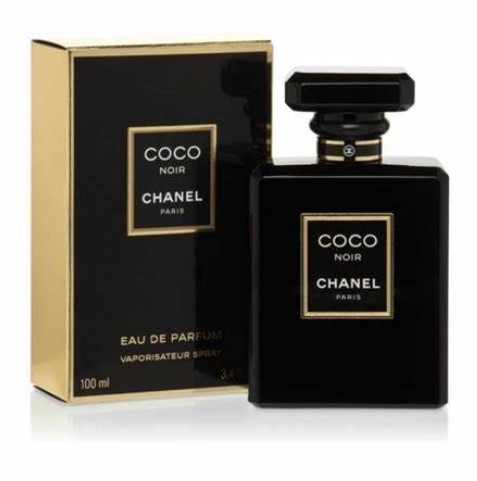 COCO
NOIR
CHANEL
PARIS
EAU DE PARFUM
VAPORISATEUR SPRAY
100 ml
COCO
NOIR
CHANEL
PARIS